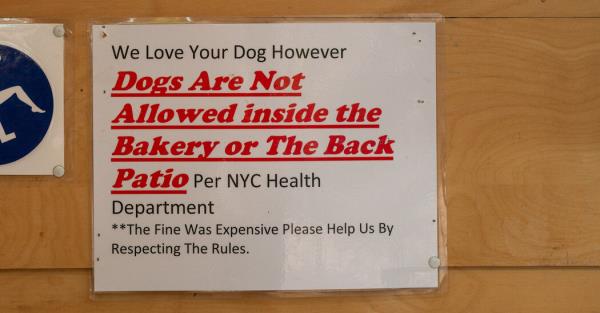 We Love Your Dog However
Dogs Are Not
Allowed inside the
Bakery or The Back
Patio Per NYC Health
Department
**The Fine Was Expensive Please Help Us By
Respecting The Rules.